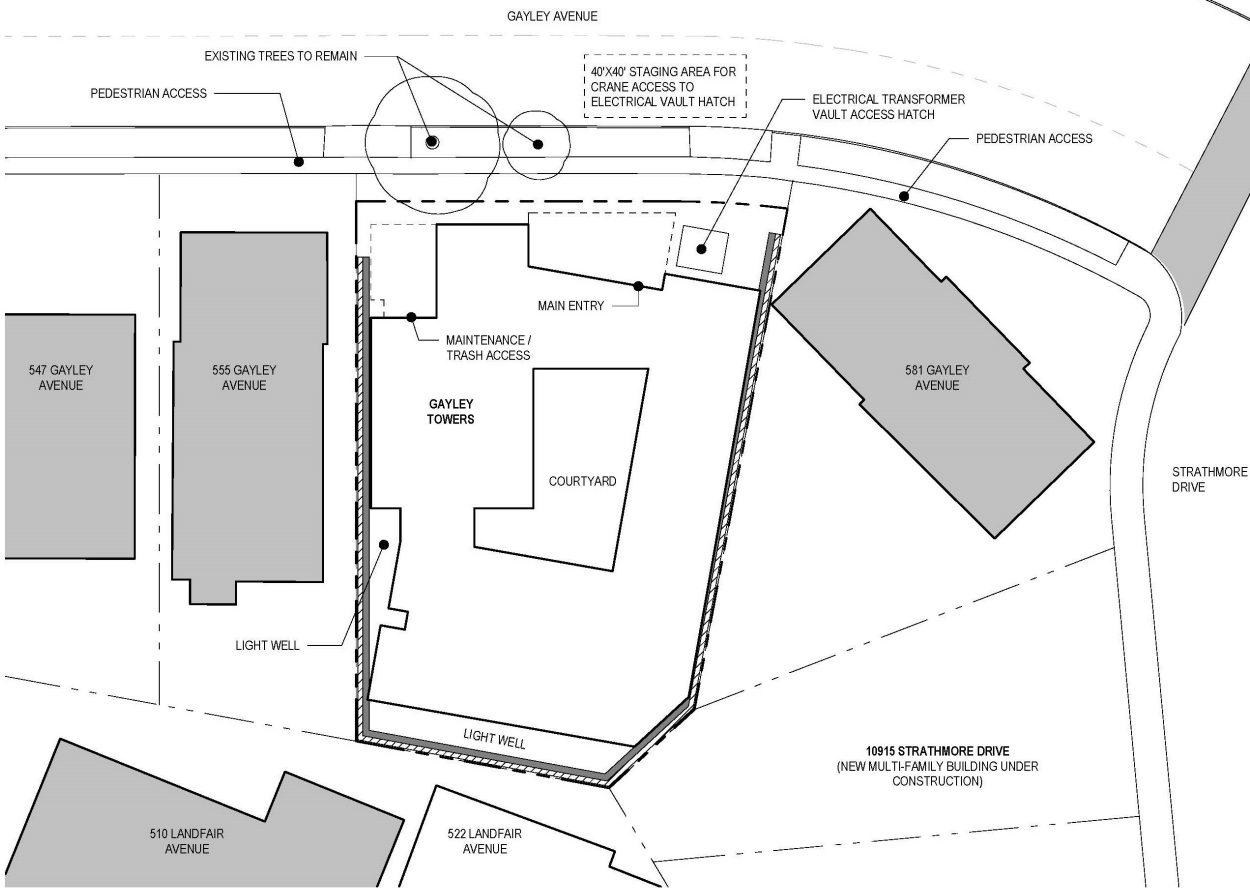 GAYLEY AVENUE
EXISTING TREES TO REMAIN
40'X40' STAGING AREA FOR
CRANE ACCESS TO
ELECTRICAL VAULT HATCH
PEDESTRIAN ACCESS
ELECTRICAL TRANSFORMER
VAULT ACCESS HATCH
PEDESTRIAN ACCESS
MAIN ENTRY
MAINTENANCE /
TRASH ACCESS
547 GAYLEY
AVENUE
555 GAYLEY
AVENUE
GAYLEY
TOWERS
581 GAYLEY
AVENUE
COURTYARD
STRATHMORE
DRIVE
LIGHT WELL
LIGHT WELL
10915 STRATHMORE DRIVE
(NEW MULTI-FAMILY BUILDING UNDER
CONSTRUCTION)
510 LANDFAIR
AVENUE
522 LANDFAIR
AVENUE